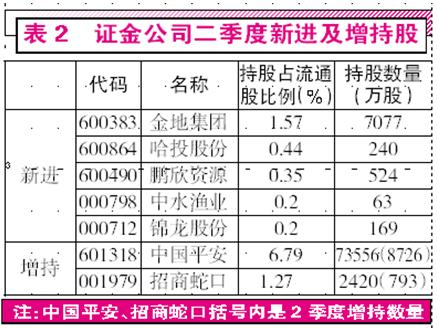 表2 证金公司二季度新进及增持股
代码 名称 持股占流通股比例(%) 持股数量(万股)
新进 600383 金地集团 1.57 7077
600864 哈投股份 0.44 240
600490 鹏欣资源 0.35 524
000798 中水渔业 0.2 63
000712 锦龙股份 0.2 169
增持 601318 中国平安 6.79 73556(8726)
001979 招商蛇口 1.27 2420(793)
注:中国平安、招商蛇口括号内是2季度增持数量